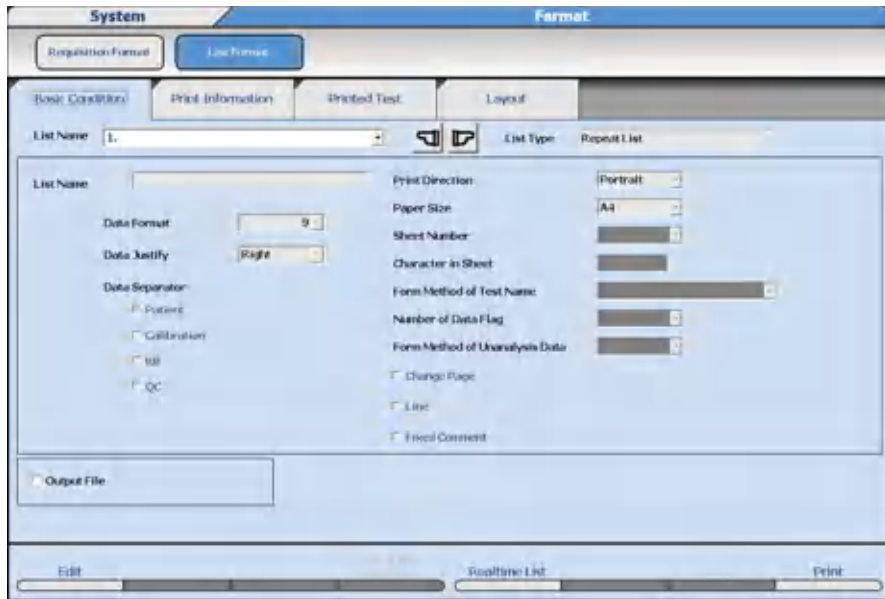 System
Format
Requisition Format
List Format
Basic Condition
Print Information
Printed Test
Layout
List Name 1. List Type Repeat List
List Name
Print Direction Portrait
Paper Size A4
Data Format 9
Sheet Number
Data Justify Right
Character in Sheet
Data Separator
Form Method of Test Name
Patient
Number of Data Flag
Calibration
Form Method of Unanalysis Data
RB
Change Page
QC
Line
Fixed Comment
Output File
Edit
Realtime List
Print